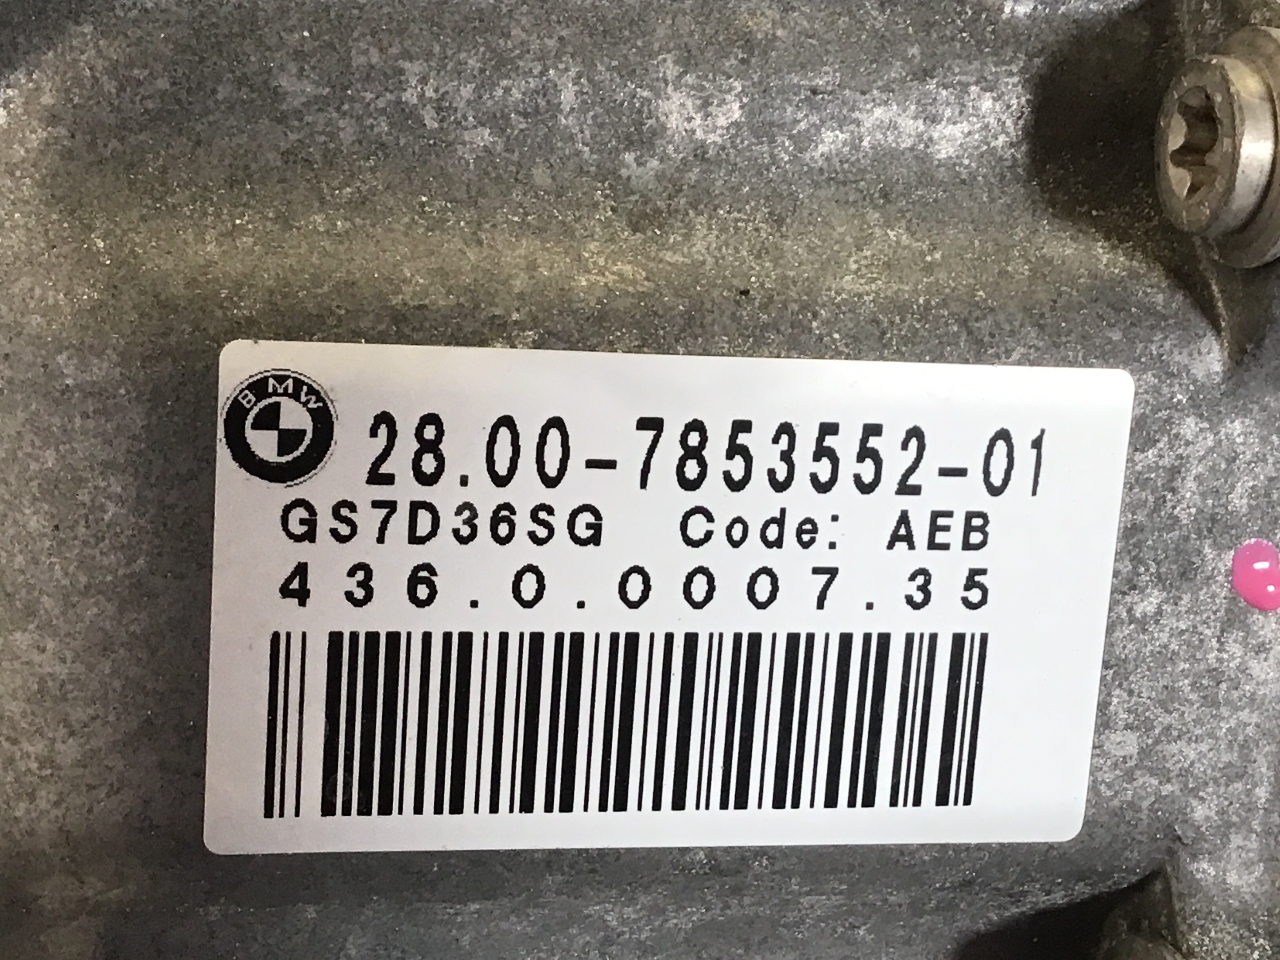 BMW
28.00-7853552-01
GS7D36SG Code: AEB
436.0.0007.35